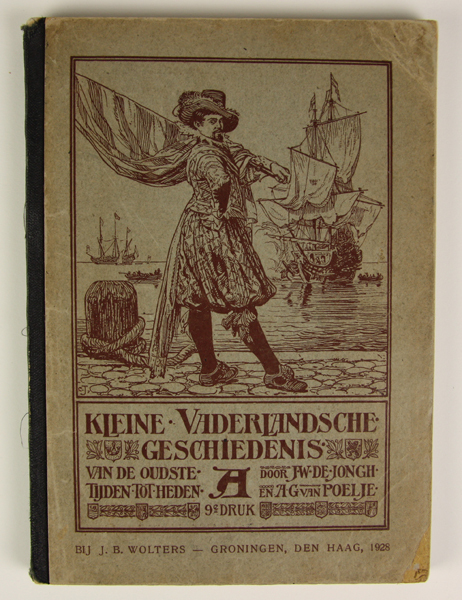 KLEINE · VADERLANDSCHE ·
GESCHIEDENIS ·
VAN DE OUDSTE ·
TIJDEN · TOT · HEDEN ·
A
9E DRUK
DOOR J·W·DE·JONGH·
EN A·G·VAN POELJE·
BIJ J. B. WOLTERS — GRONINGEN, DEN HAAG, 1928